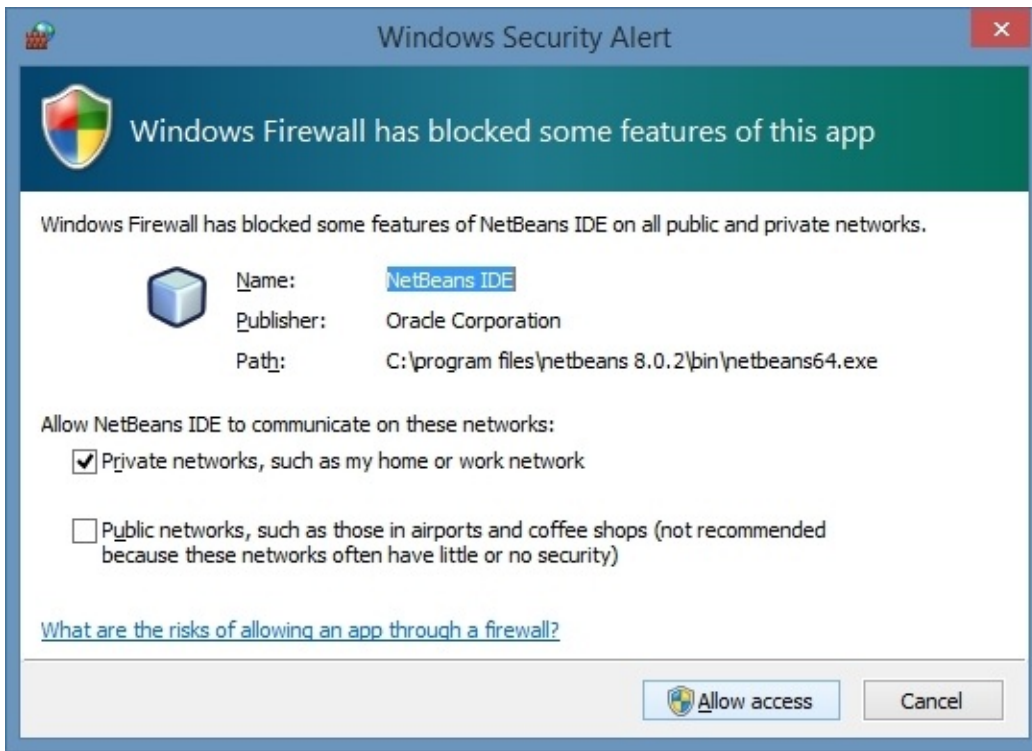 Windows Security Alert
Windows Firewall has blocked some features of this app
Windows Firewall has blocked some features of NetBeans IDE on all public and private networks.
Name: NetBeans IDE
Publisher: Oracle Corporation
Path: C:\program files\netbeans 8.0.2\bin\netbeans64.exe
Allow NetBeans IDE to communicate on these networks:
Private networks, such as my home or work network
Public networks, such as those in airports and coffee shops (not recommended
because these networks often have little or no security)
What are the risks of allowing an app through a firewall?
Allow access Cancel